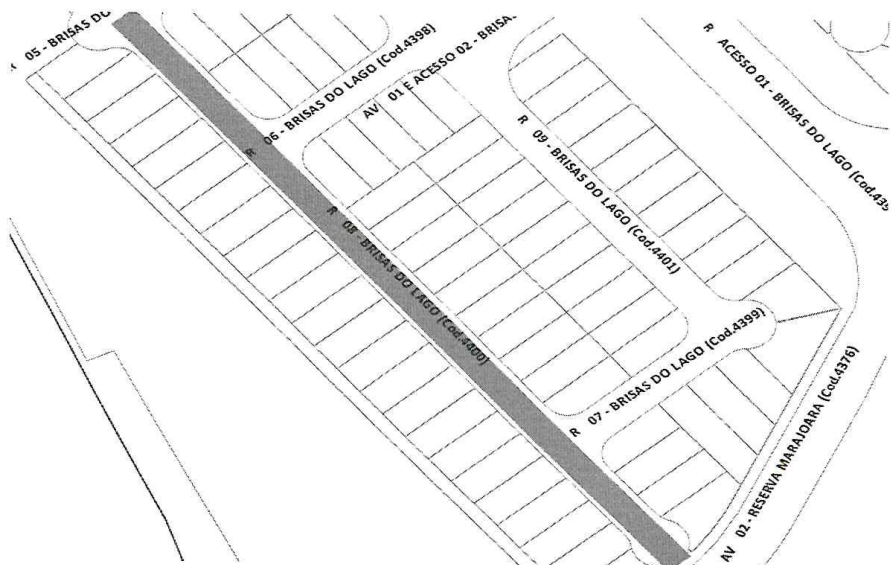 R 05 - BRISAS DO
R 06 - BRISAS DO LAGO (Cod.4398)
AV 01 E ACESSO 02 - BRISA
R ACESSO 01 - BRISAS DO LAGO (Cod.439
R 09 - BRISAS DO LAGO (Cod.4401)
R 08 - BRISAS DO LAGO (Cod.4400)
R 07 - BRISAS DO LAGO (Cod.4399)
AV 02 - RESERVA MARAJOARA (Cod.4376)